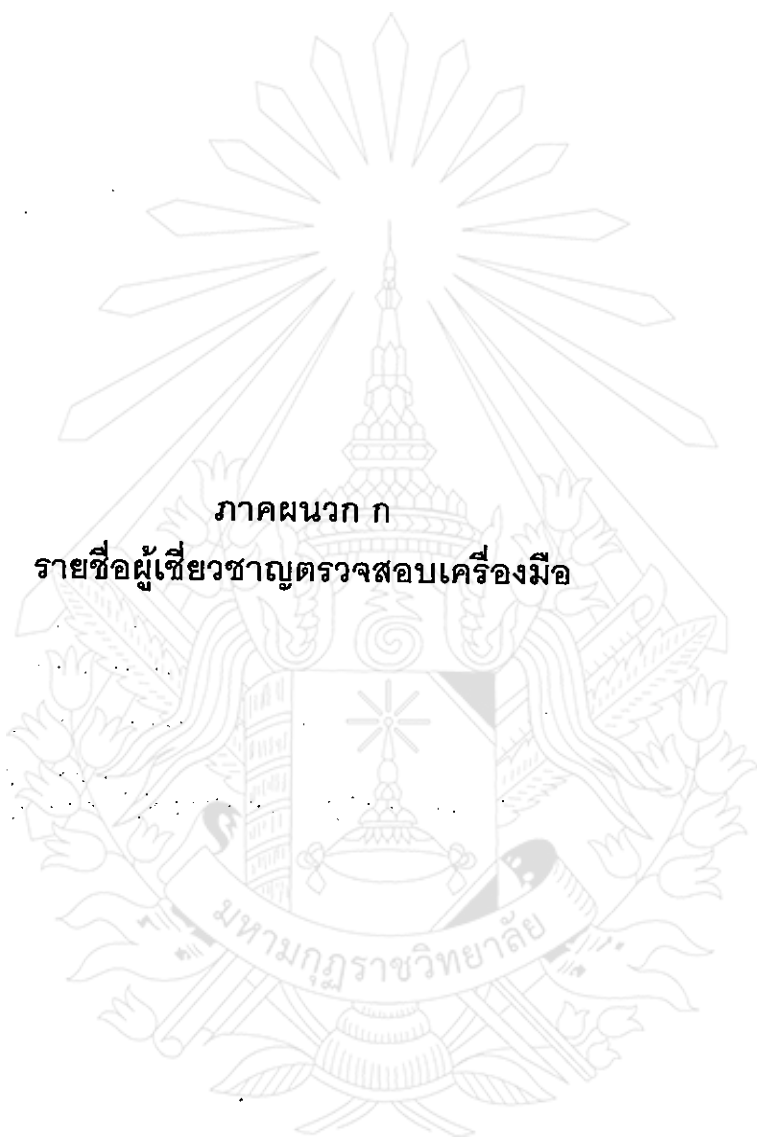 ภาคผนวก ก
รายชื่อผู้เชี่ยวชาญตรวจสอบเครื่องมือ
มหามกุฏราชวิทยาลัย